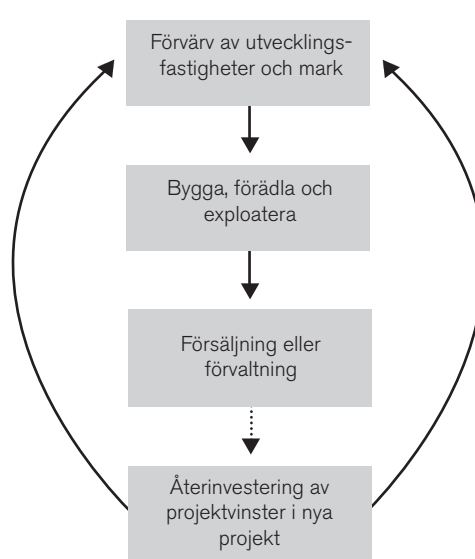 Förvärv av utvecklings-
fastigheter och mark
Bygga, förädla och
exploatera
Försäljning eller
förvaltning
Återinvestering av
projektvinster i nya
projekt